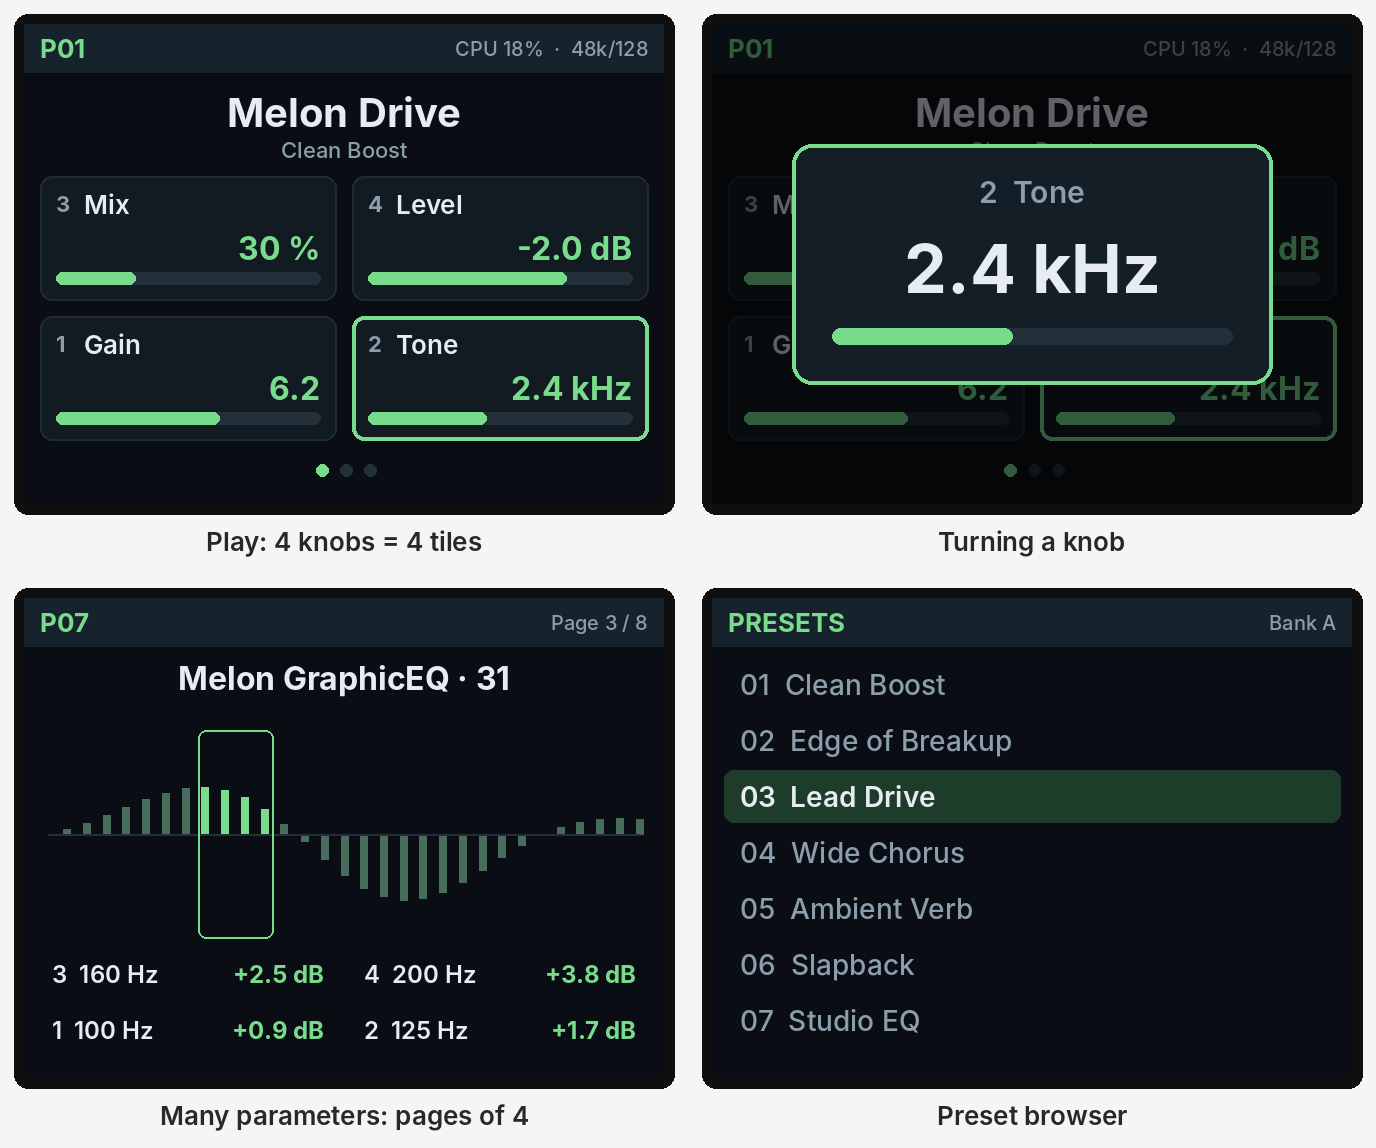 P01
CPU 18% · 48k/128
Melon Drive
Clean Boost
3 Mix
30 %
4 Level
-2.0 dB
1 Gain
6.2
2 Tone
2.4 kHz
Play: 4 knobs = 4 tiles
P01
CPU 18% · 48k/128
Melon Drive
2 Tone
2.4 kHz
3 M
dB
1 G
6.2
2.4 kHz
Turning a knob
P07
Page 3 / 8
Melon GraphicEQ · 31
3 160 Hz +2.5 dB
4 200 Hz +3.8 dB
1 100 Hz +0.9 dB
2 125 Hz +1.7 dB
Many parameters: pages of 4
PRESETS
Bank A
01 Clean Boost
02 Edge of Breakup
03 Lead Drive
04 Wide Chorus
05 Ambient Verb
06 Slapback
07 Studio EQ
Preset browser